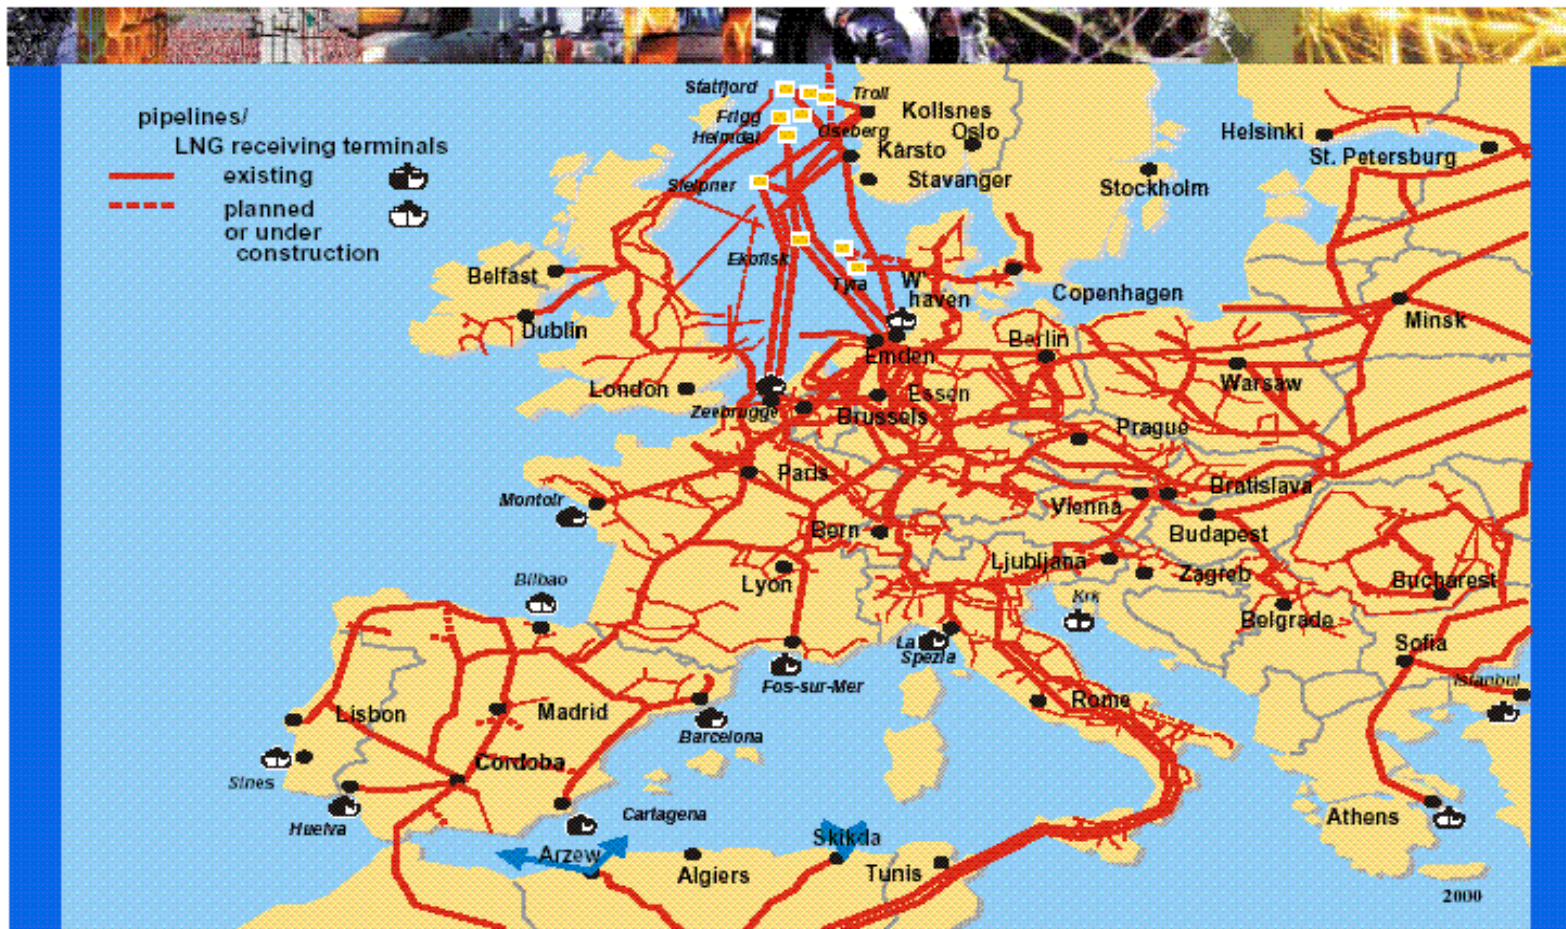 pipelines/
LNG receiving terminals
existing
planned
or under
construction
Statfjord
Troll
Kollsnes
Frigg
Heimdal
Oseberg
Oslo
Kårsto
Sleipner
Stavanger
Helsinki
St. Petersburg
Stockholm
Ekofisk
Tyra
W'
haven
Copenhagen
Belfast
Dublin
Minsk
Emden
Berlin
London
Essen
Warsaw
Zeebrugge
Brussels
Prague
Paris
Montoir
Vienna
Bratislava
Bern
Budapest
Ljubljana
Lyon
Zagreb
Bucharest
Bilbao
Krk
Belgrade
La
Spezia
Sofia
Fos-sur-Mer
Istanbul
Lisbon
Madrid
Rome
Barcelona
Cordoba
Sines
Huelva
Cartagena
Athens
Arzew
Skikda
Algiers
Tunis
2000